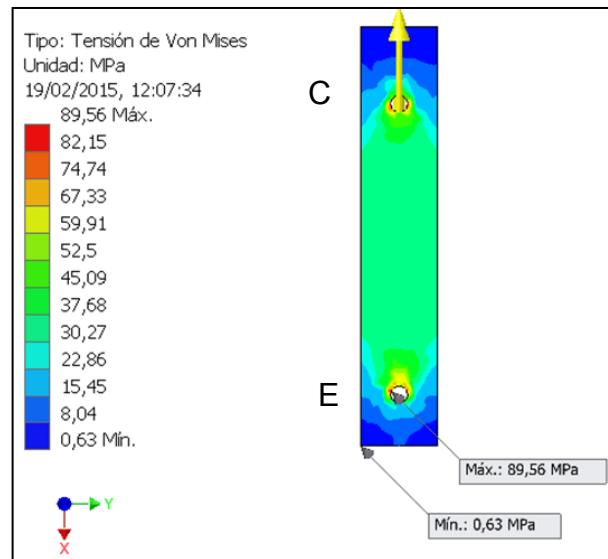 Tipo: Tensión de Von Mises
Unidad: MPa
19/02/2015, 12:07:34
89,56 Máx.
82,15
74,74
67,33
59,91
52,5
45,09
37,68
30,27
22,86
15,45
8,04
0,63 Mín.
C
E
Máx.: 89,56 MPa
Mín.: 0,63 MPa
Y
X